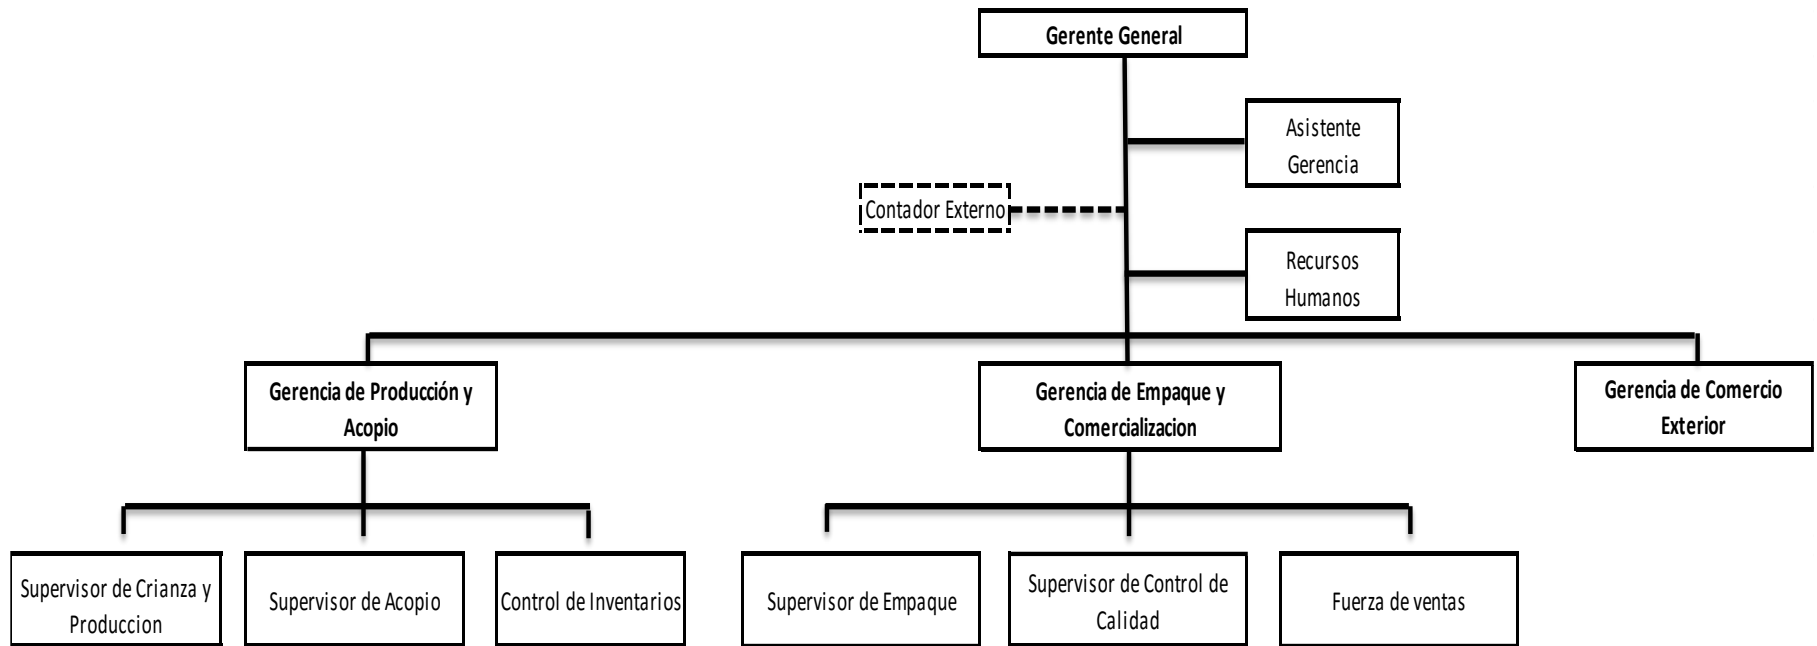 Gerente General
Asistente
Gerencia
Contador Externo
Recursos
Humanos
Gerencia de Producción y
Acopio
Gerencia de Empaque y
Comercializacion
Gerencia de Comercio
Exterior
Supervisor de Crianza y
Produccion
Supervisor de Acopio
Control de Inventarios
Supervisor de Empaque
Supervisor de Control de
Calidad
Fuerza de ventas